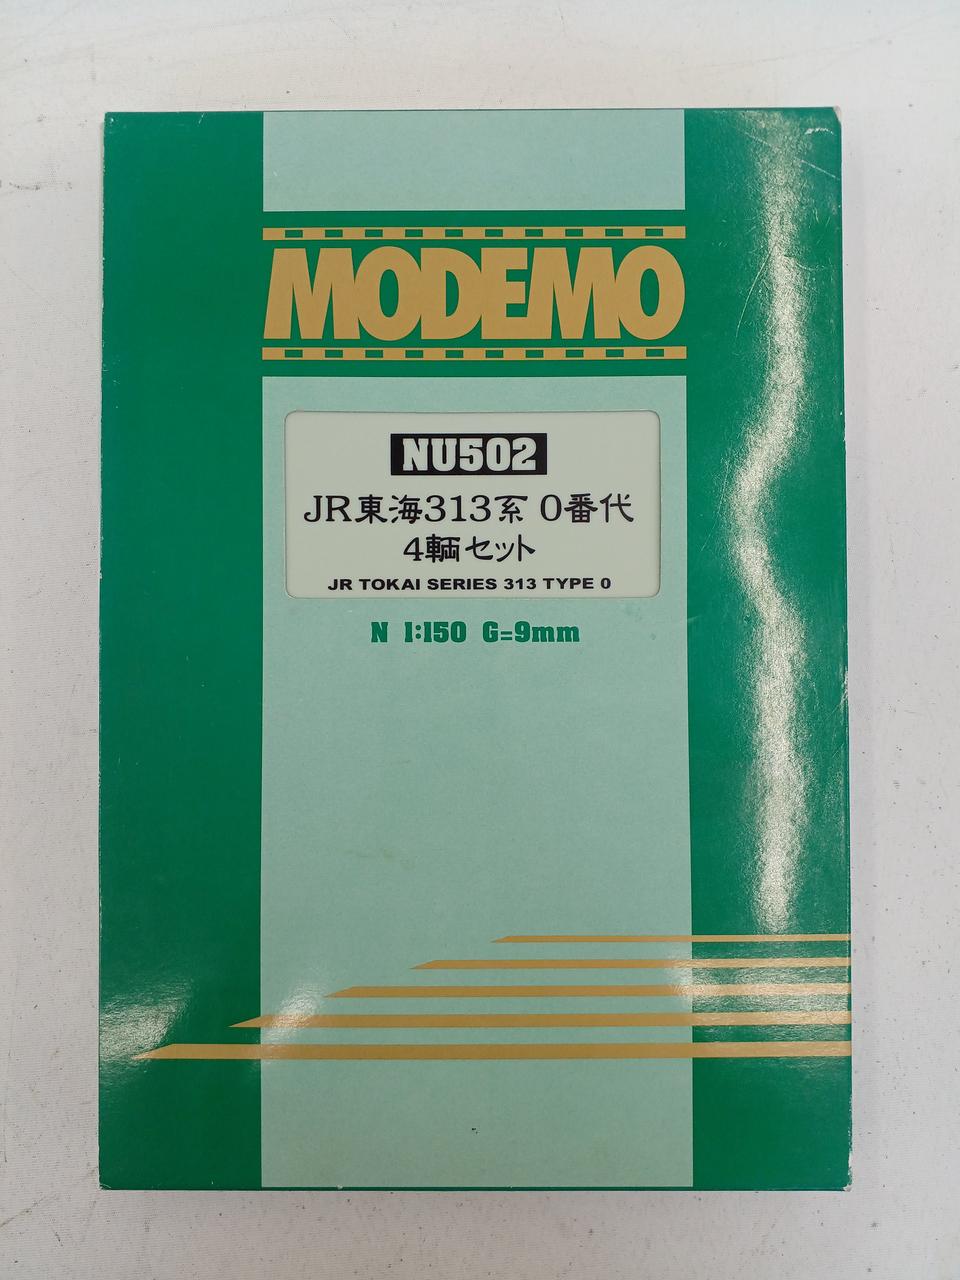 MODEMO
NU502
JR東海313系 0番代
4輌セット
JR TOKAI SERIES 313 TYPE 0
N 1:150 G=9mm